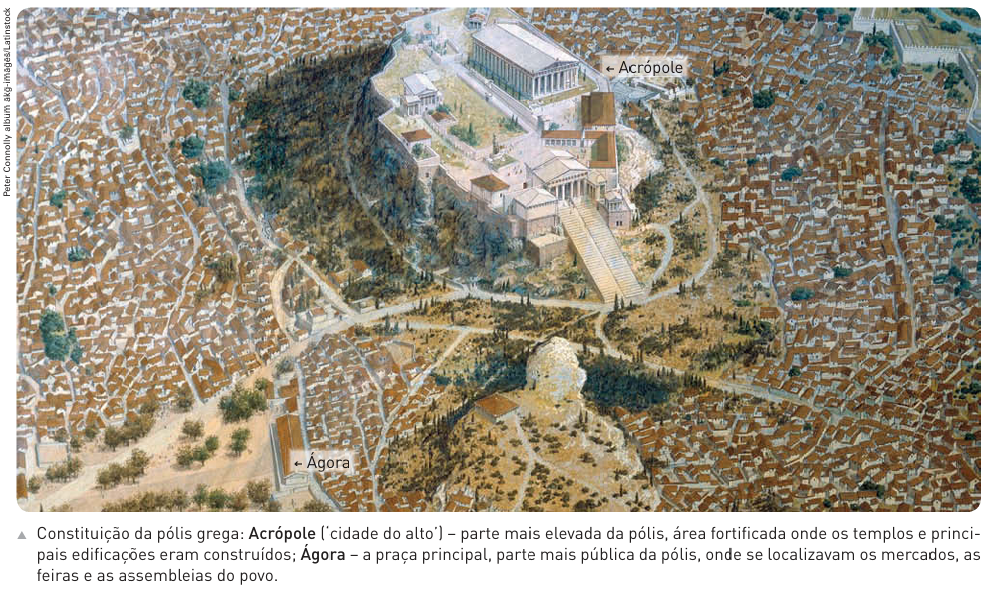 Peter Connolly album akg-images/Latinstock
← Acrópole
← Ágora
▲ Constituição da pólis grega: Acrópole (‘cidade do alto’) – parte mais elevada da pólis, área fortificada onde os templos e princi-
pais edificações eram construídos; Ágora – a praça principal, parte mais pública da pólis, onde se localizavam os mercados, as
feiras e as assembleias do povo.